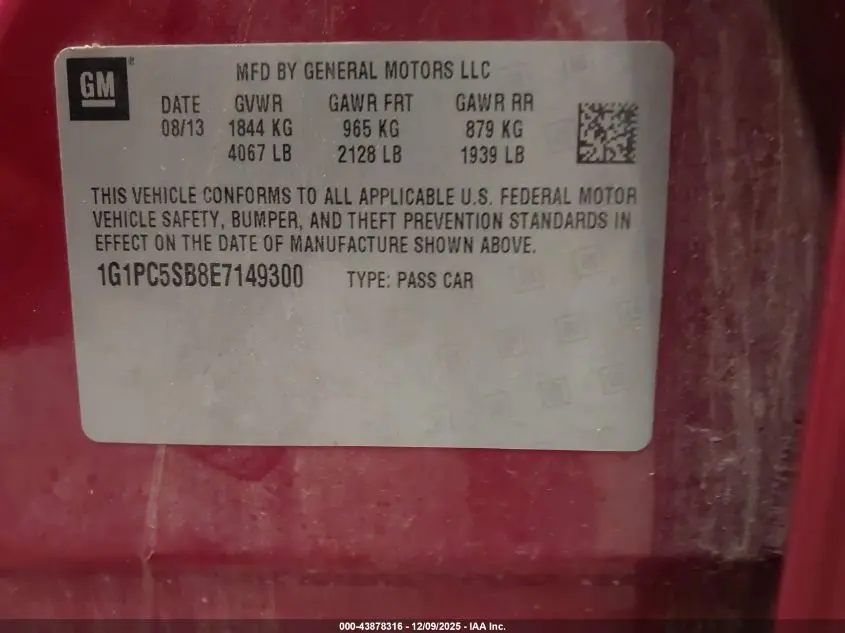 GM
MFD BY GENERAL MOTORS LLC
DATE GVWR GAWR FRT GAWR RR
08/13 1844 KG 965 KG 879 KG
4067 LB 2128 LB 1939 LB
THIS VEHICLE CONFORMS TO ALL APPLICABLE U.S. FEDERAL MOTOR
VEHICLE SAFETY, BUMPER, AND THEFT PREVENTION STANDARDS IN
EFFECT ON THE DATE OF MANUFACTURE SHOWN ABOVE.
1G1PC5SB8E7149300 TYPE: PASS CAR
000-43878316 - 12/09/2025 - IAA Inc.